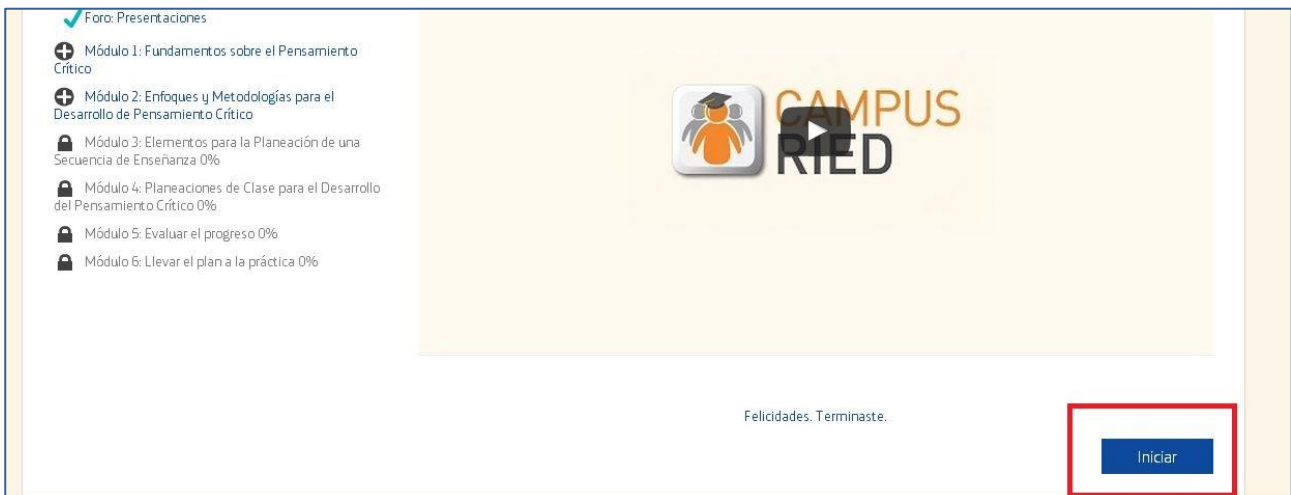 Foro: Presentaciones
Módulo 1: Fundamentos sobre el Pensamiento
Crítico
Módulo 2: Enfoques y Metodologías para el
Desarrollo de Pensamiento Crítico
Módulo 3: Elementos para la Planeación de una
Secuencia de Enseñanza 0%
Módulo 4: Planeaciones de Clase para el Desarrollo
del Pensamiento Crítico 0%
Módulo 5: Evaluar el progreso 0%
Módulo 6: Llevar el plan a la práctica 0%
CAMPUS
RIED
Felicidades. Terminaste.
Iniciar